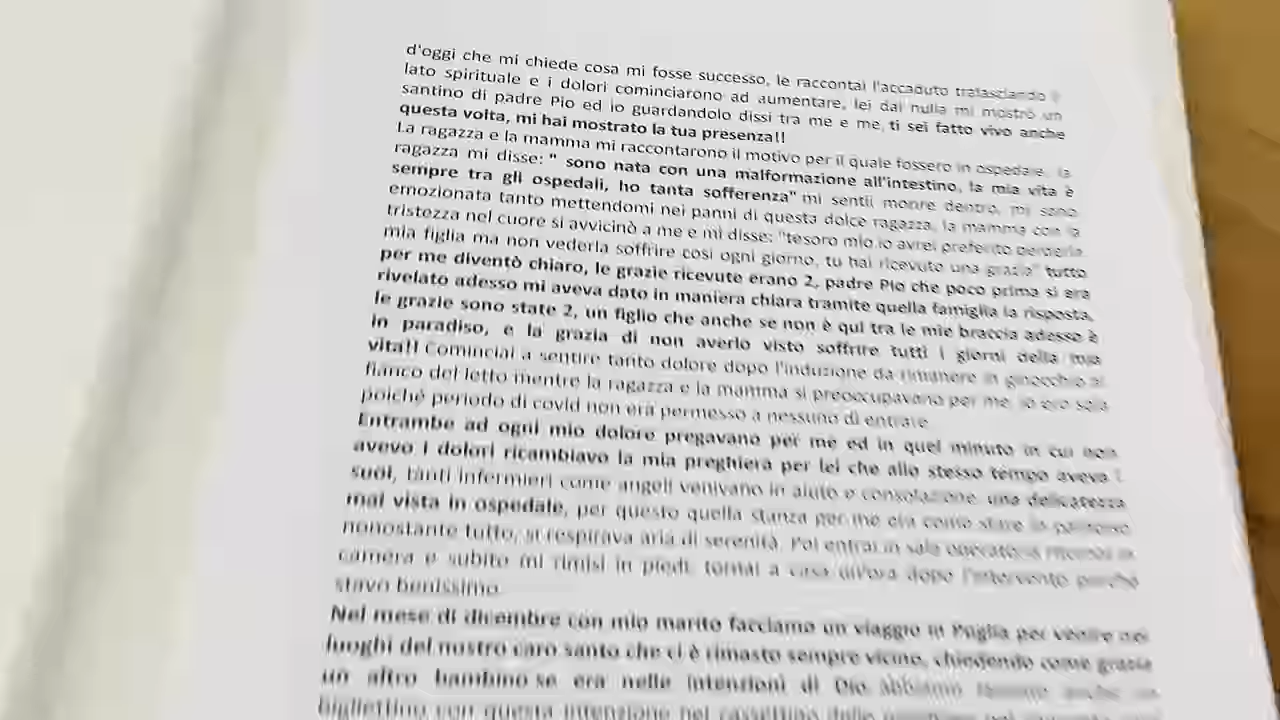 d'oggi che mi chiede cosa mi fosse successo, le raccontai l'accaduto tralasciando il
lato spirituale e i dolori cominciarono ad aumentare, lei dal nulla mi mostrò un
santino di padre Pio ed io guardandolo dissi tra me e me, ti sei fatto vivo anche
questa volta, mi hai mostrato la tua presenza!!
La ragazza e la mamma mi raccontarono il motivo per il quale fossero in ospedale, la
ragazza mi disse: " sono nata con una malformazione all'intestino, la mia vita è
sempre tra gli ospedali, ho tanta sofferenza" mi sentii morire dentro, mi sono
emozionata tanto mettendomi nei panni di questa dolce ragazza, la mamma con la
tristezza nel cuore si avvicinò a me e mi disse: "tesoro mio io avrei preferito perderla
mia figlia ma non vederla soffrire così ogni giorno, tu hai ricevuto una grazia" tutto
per me diventò chiaro, le grazie ricevute erano 2, padre Pio che poco prima si era
rivelato adesso mi aveva dato in maniera chiara tramite quella famiglia la risposta,
le grazie sono state 2, un figlio che anche se non è qui tra le mie braccia adesso è
in paradiso, e la grazia di non averlo visto soffrire tutti i giorni della mia
vita!! Cominciai a sentire tanto dolore dopo l'induzione da rimanere in ginocchio al
fianco del letto mentre la ragazza e la mamma si preoccupavano per me, io ero sola
poiché periodo di covid non era permesso a nessuno di entrare.
Entrambe ad ogni mio dolore pregavano per me ed in quel minuto in cui non
avevo i dolori ricambiavo la mia preghiera per lei che allo stesso tempo aveva i
suoi, tanti infermieri come angeli venivano in aiuto e consolazione, una delicatezza
mai vista in ospedale, per questo quella stanza per me era come stare in paradiso
nonostante tutto, si respirava aria di serenità. Poi entrai in sala operatoria ritornai in
camera e subito mi rimisi in piedi, tornai a casa un'ora dopo l'intervento perché
stavo benissimo.
Nel mese di dicembre con mio marito facciamo un viaggio in Puglia per venire nei
luoghi del nostro caro santo che ci è rimasto sempre vicino, chiedendo come grazia
un altro bambino se era nelle intenzioni di Dio abbiamo anche un
bigliettino con questa intenzione nel cassettino delle